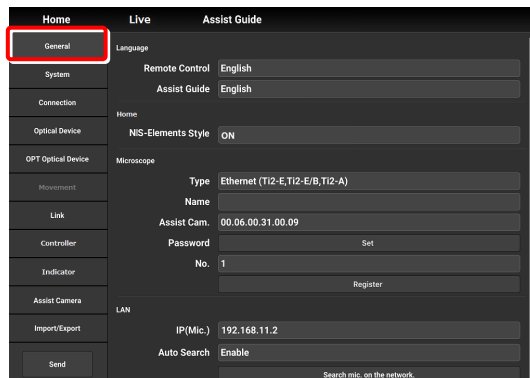 Home Live Assist Guide
General
System
Connection
Optical Device
OPT Optical Device
Movement
Link
Controller
Indicator
Assist Camera
Import/Export
Send
Language
Remote Control English
Assist Guide English
Home
NIS-Elements Style ON
Microscope
Type Ethernet (Ti2-E,Ti2-E/B,Ti2-A)
Name
Assist Cam. 00.06.00.31.00.09
Password Set
No. 1
Register
LAN
IP(Mic.) 192.168.11.2
Auto Search Enable
Search mic. on the network.